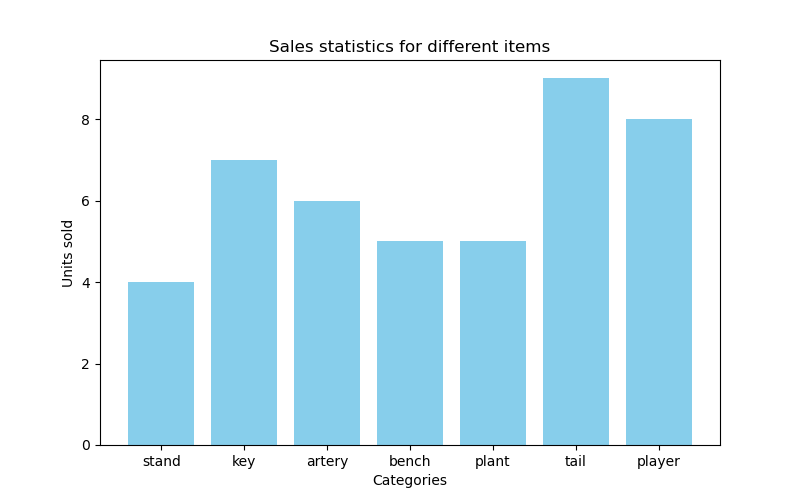 Sales statistics for different items
Units sold
8
6
4
2
0
stand key artery bench plant tail player
Categories